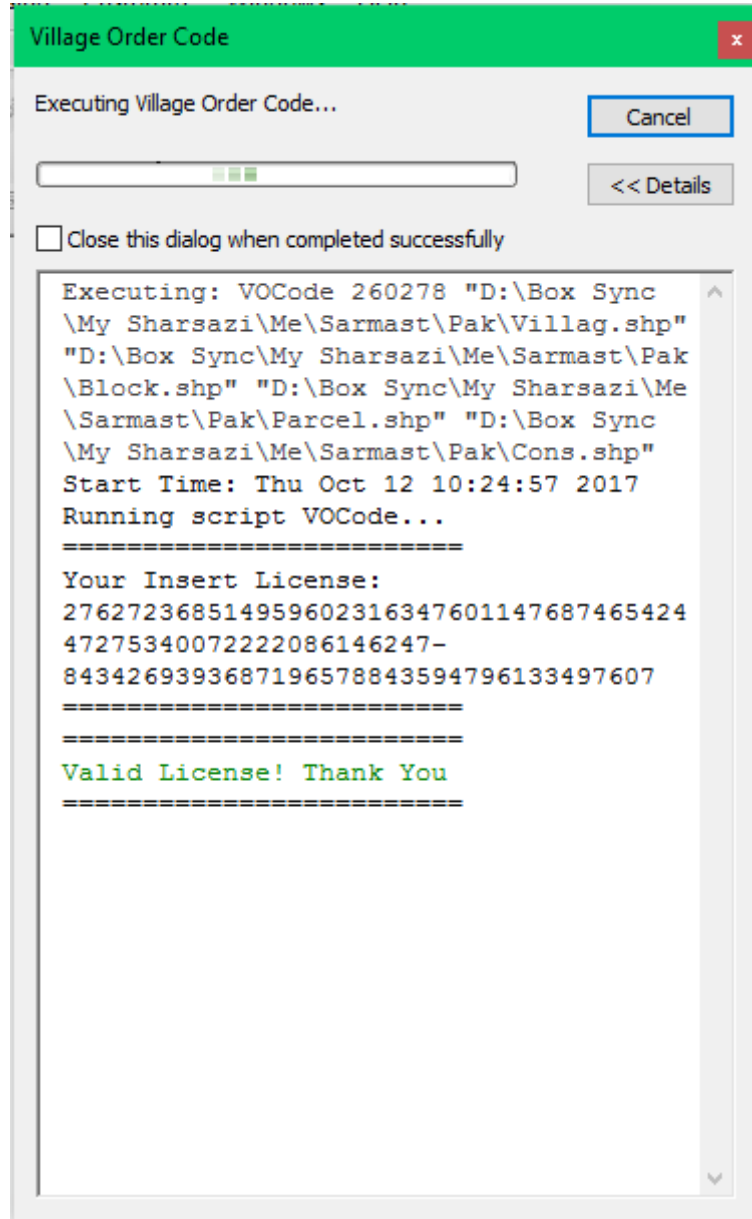 Village Order Code
x
Executing Village Order Code...
Cancel
<< Details
Close this dialog when completed successfully
Executing: VOCode 260278 "D:\Box Sync
\My Sharsazi\Me\Sarmast\Pak\Villag.shp"
"D:\Box Sync\My Sharsazi\Me\Sarmast\Pak
\Block.shp" "D:\Box Sync\My Sharsazi\Me
\Sarmast\Pak\Parcel.shp" "D:\Box Sync
\My Sharsazi\Me\Sarmast\Pak\Cons.shp"
Start Time: Thu Oct 12 10:24:57 2017
Running script VOCode...
=========================
Your Insert License:
276272368514959602316347601147687465424
47275340072222086146247-
8434269393687196578843594796133497607
=========================
=========================
Valid License! Thank You
=========================